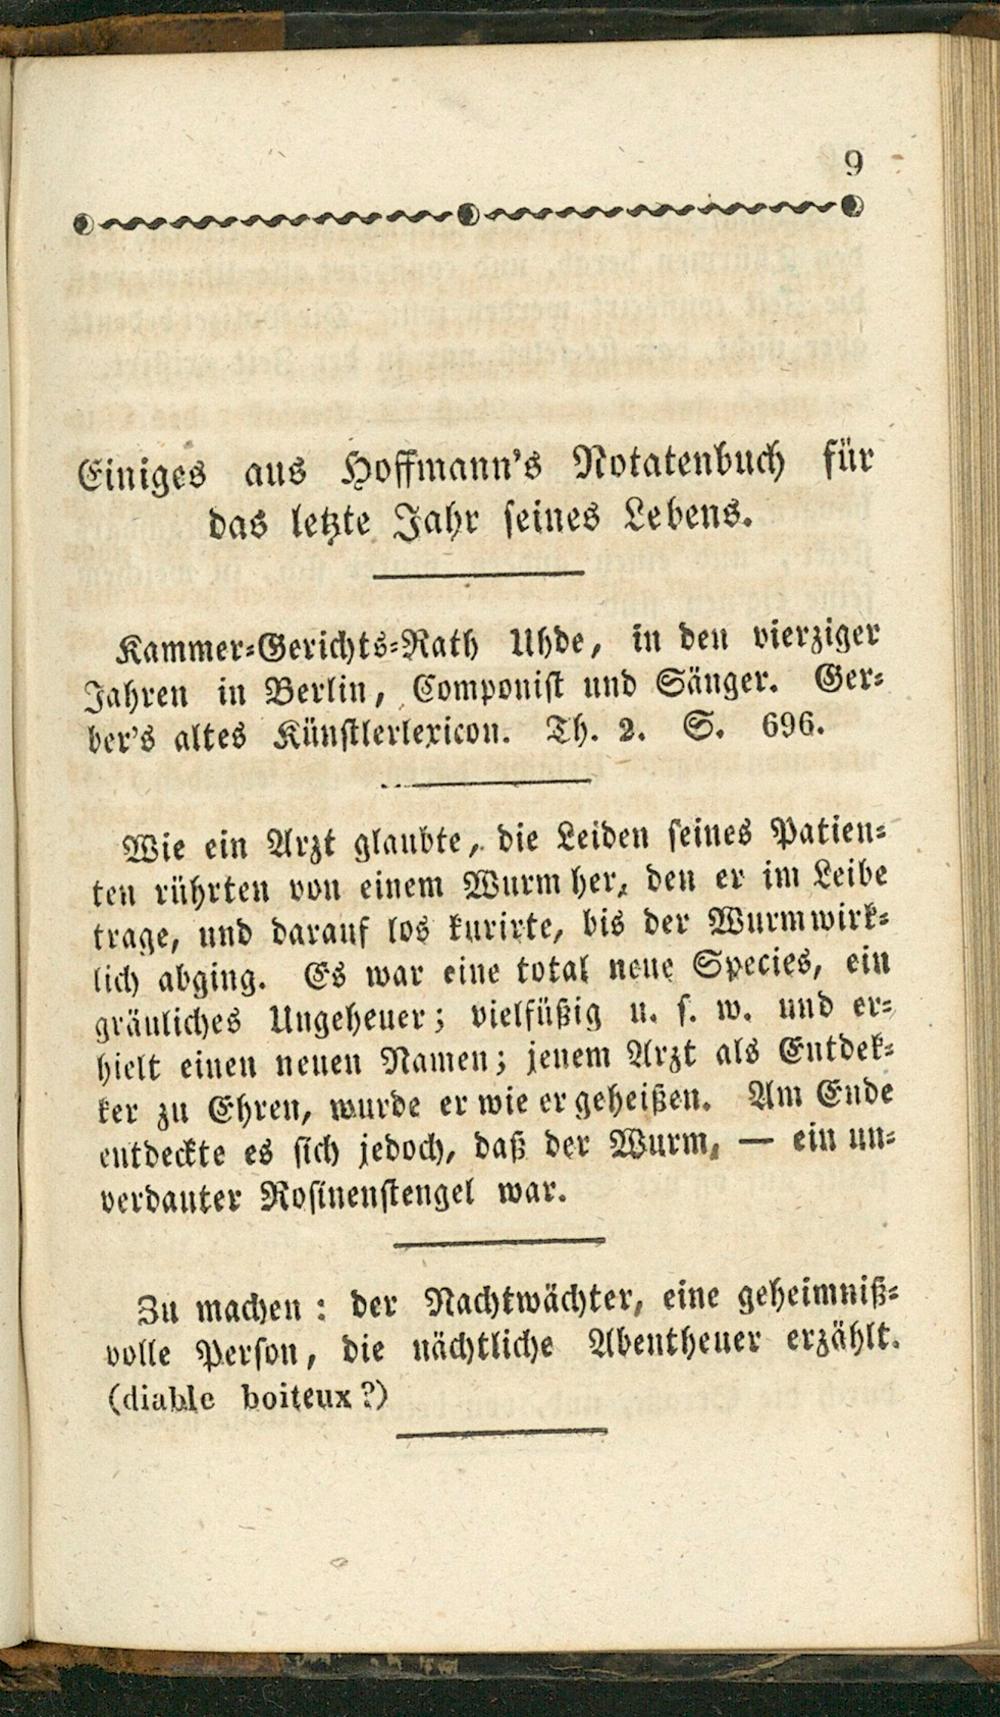 9
Einiges aus Hoffmann's Notatenbuch für
das letzte Jahr seines Lebens.
Kammer-Gerichts-Rath Uhde, in den vierziger
Jahren in Berlin, Componist und Sänger. Ger-
ber's altes Künstlerlexicon. Th. 2. S. 696.
Wie ein Arzt glaubte, die Leiden seines Patien-
ten rührten von einem Wurm her, den er im Leibe
trage, und darauf los kurirte, bis der Wurm wirk-
lich abging. Es war eine total neue Species, ein
gräuliches Ungeheuer; vielfüßig u. s. w. und er-
hielt einen neuen Namen; jenem Arzt als Entdek-
ker zu Ehren, wurde er wie er geheißen. Am Ende
entdeckte es sich jedoch, daß der Wurm, — ein un-
verdauter Rosinenstengel war.
Zu machen: der Nachtwächter, eine geheimniß-
volle Person, die nächtliche Abentheuer erzählt.
(diable boiteux?)